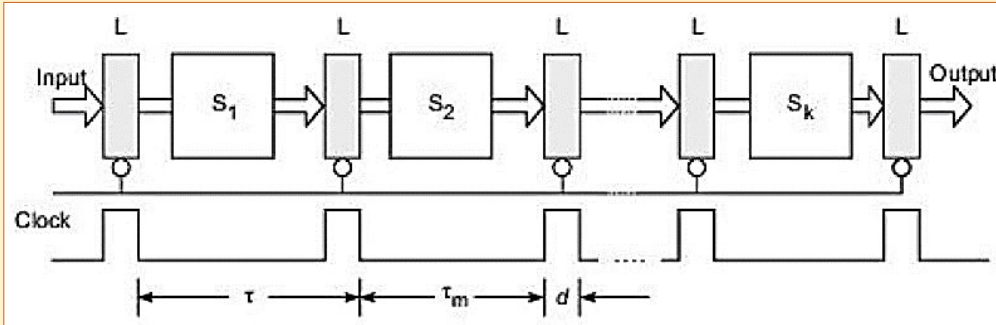 L L L L L
Input S1 S2 Sk Output
Clock
τ τm d